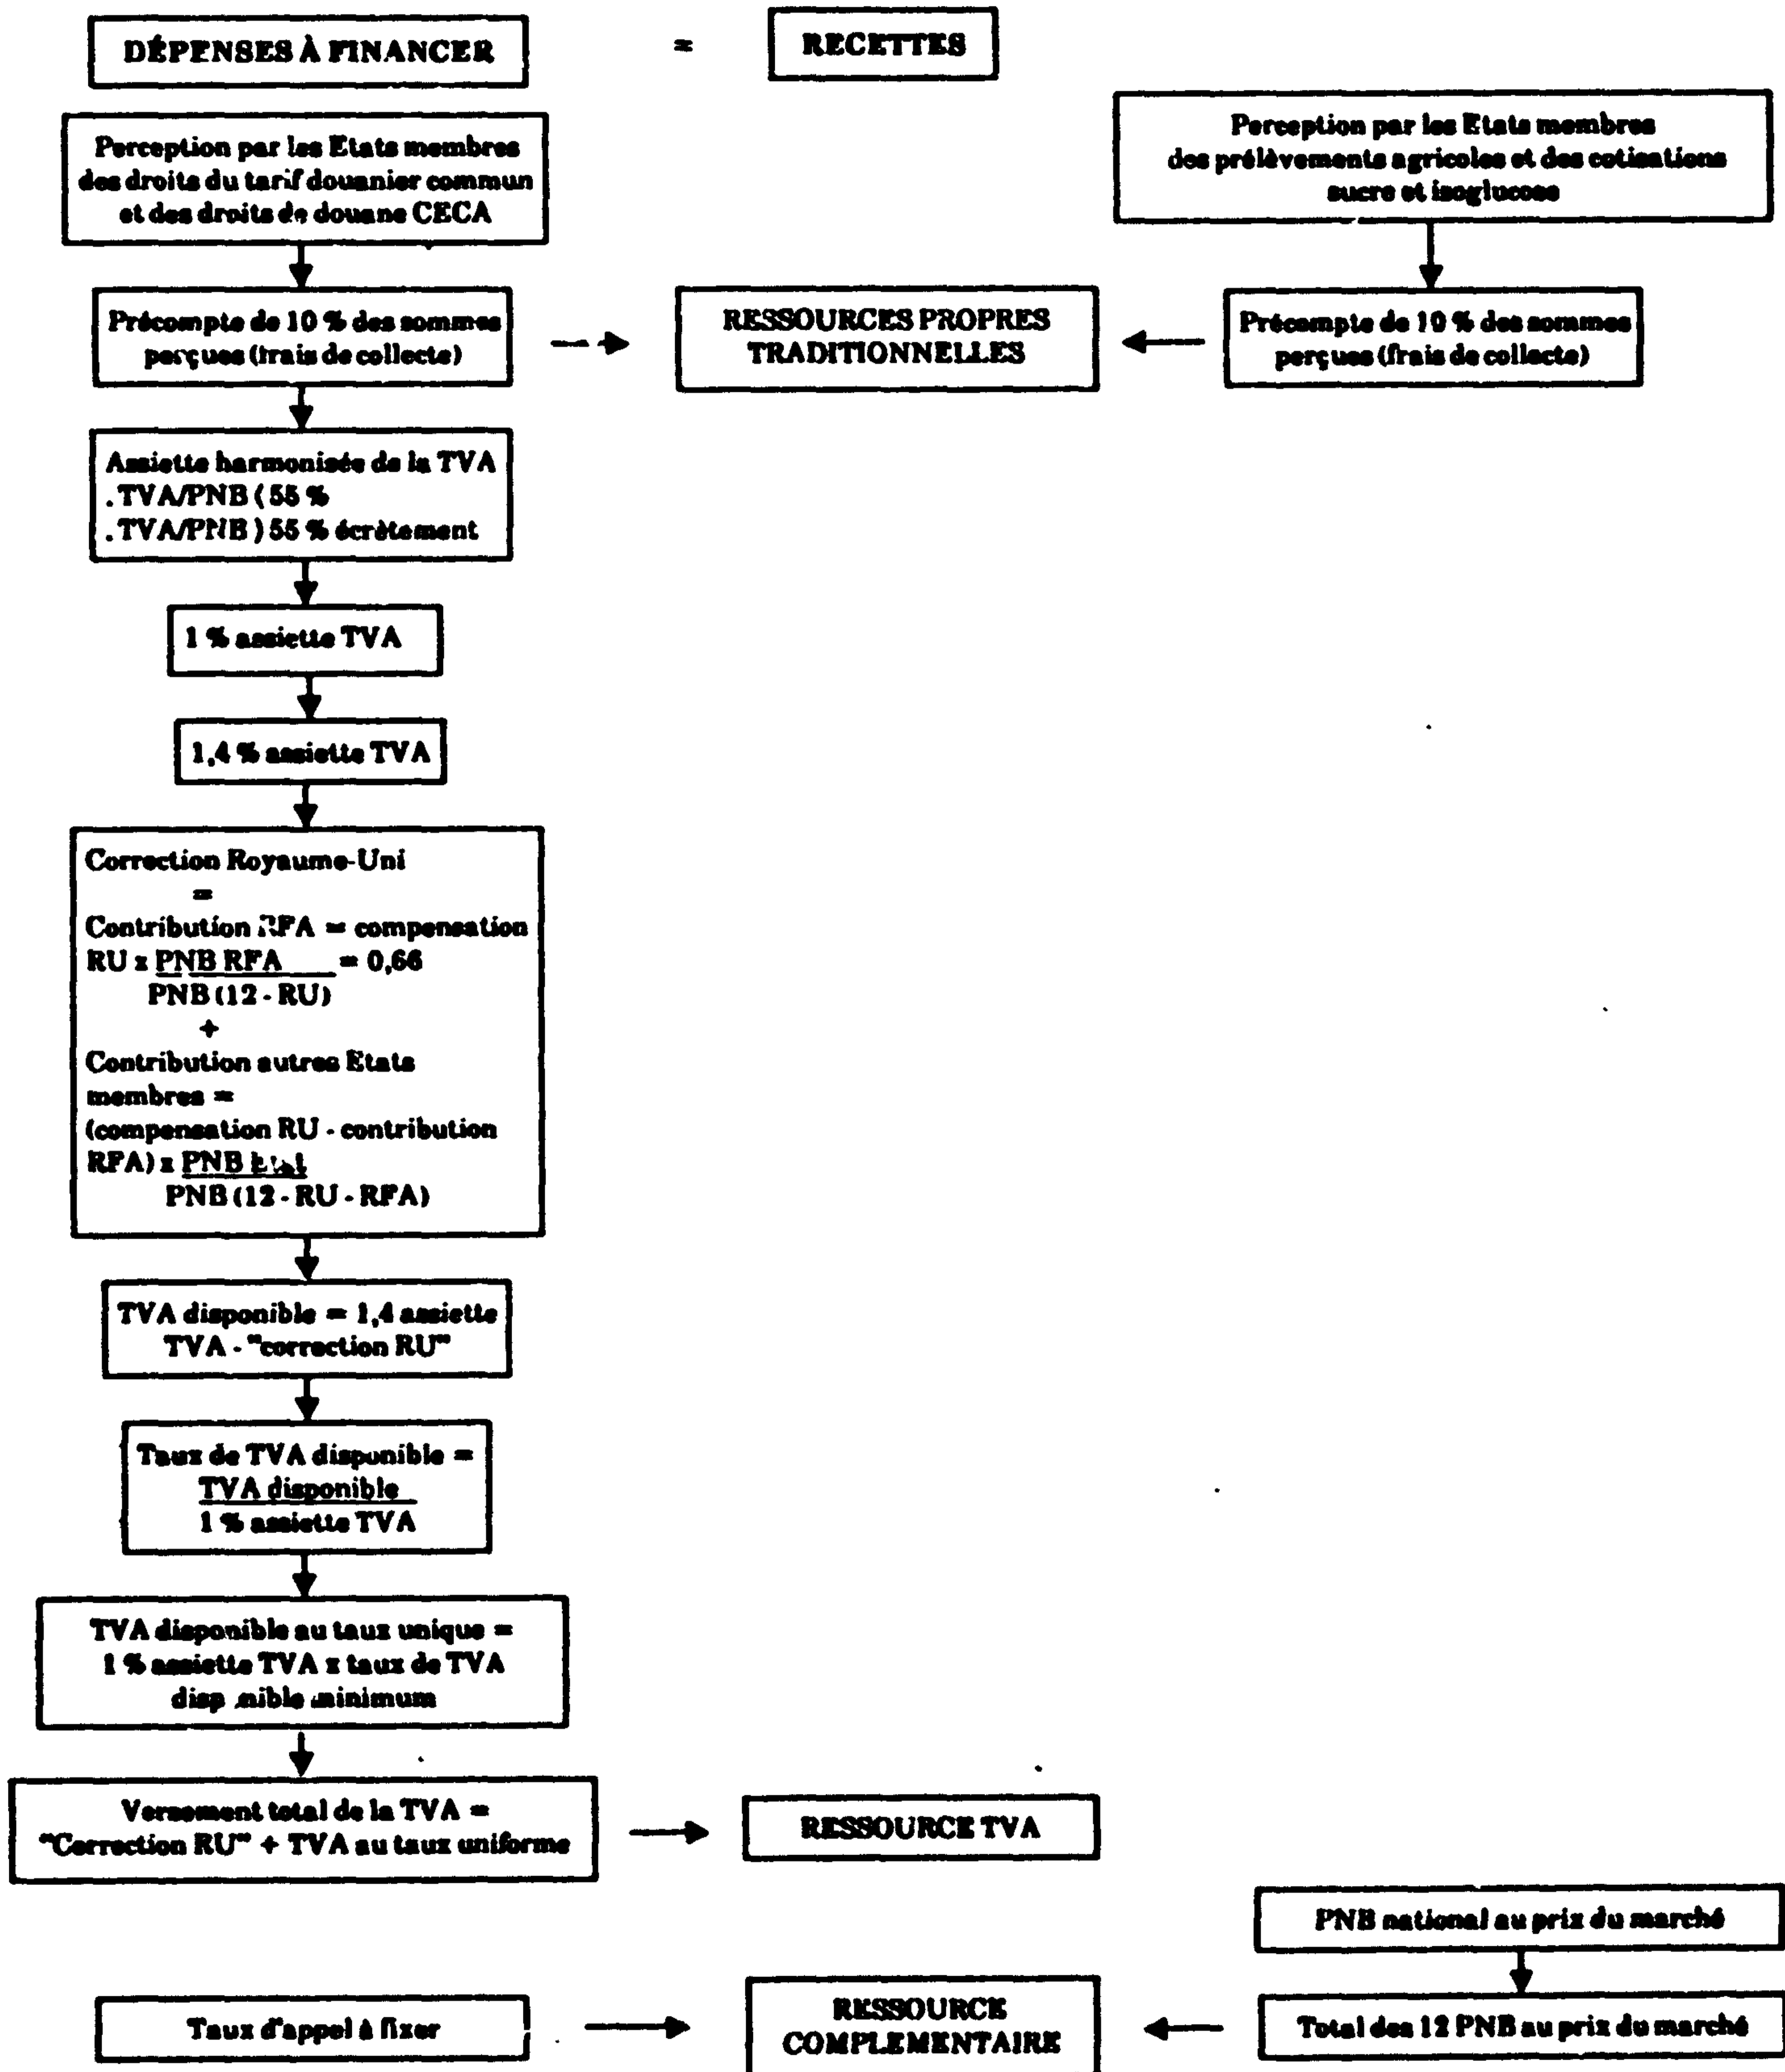 DÉPENSES À FINANCER = RECETTES
Perception par les Etats membres
des droits du tarif douanier commun
et des droits de douane CECA
Perception par les Etats membres
des prélèvements agricoles et des cotisations
sucre et isoglucose
Précompte de 10 % des sommes
perçues (frais de collecte)
RESSOURCES PROPRES
TRADITIONNELLES
Précompte de 10 % des sommes
perçues (frais de collecte)
Assiette harmonisée de la TVA
. TVA/PNB ( 55 %
. TVA/PNB ) 55 % écrètement
1 % assiette TVA
1,4 % assiette TVA
Correction Royaume-Uni
=
Contribution RFA = compensation
RU x PNB RFA = 0,66
PNB (12 - RU)
+
Contribution autres Etats
membres =
(compensation RU - contribution
RFA) x PNB Etat
PNB (12 - RU - RFA)
TVA disponible = 1,4 assiette
TVA - "correction RU"
Taux de TVA disponible =
TVA disponible
1 % assiette TVA
TVA disponible au taux unique =
1 % assiette TVA x taux de TVA
disponible minimum
Versement total de la TVA =
"Correction RU" + TVA au taux uniforme
RESSOURCE TVA
PNB national au prix du marché
Taux d'appel à fixer
RESSOURCE
COMPLEMENTAIRE
Total des 12 PNB au prix du marché